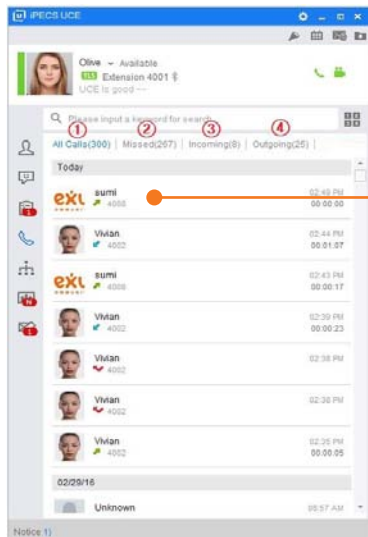 iPECS UCE
Olive Available
TLS Extension 4001
UCE is good ---
Please input a keyword for search
① ② ③ ④
All Calls(300) | Missed(267) | Incoming(8) | Outgoing(25) |
Today
exi sumi 02:49 PM
4008 00:00:00
Vivian 02:44 PM
4002 00:01:07
exi sumi 02:43 PM
4008 00:00:17
Vivian 02:39 PM
4002 00:00:23
Vivian 02:38 PM
4002
Vivian 02:38 PM
4002
Vivian 02:35 PM
4002 00:00:05
02/29/16
Unknown 08:57 AM
Notice 1)